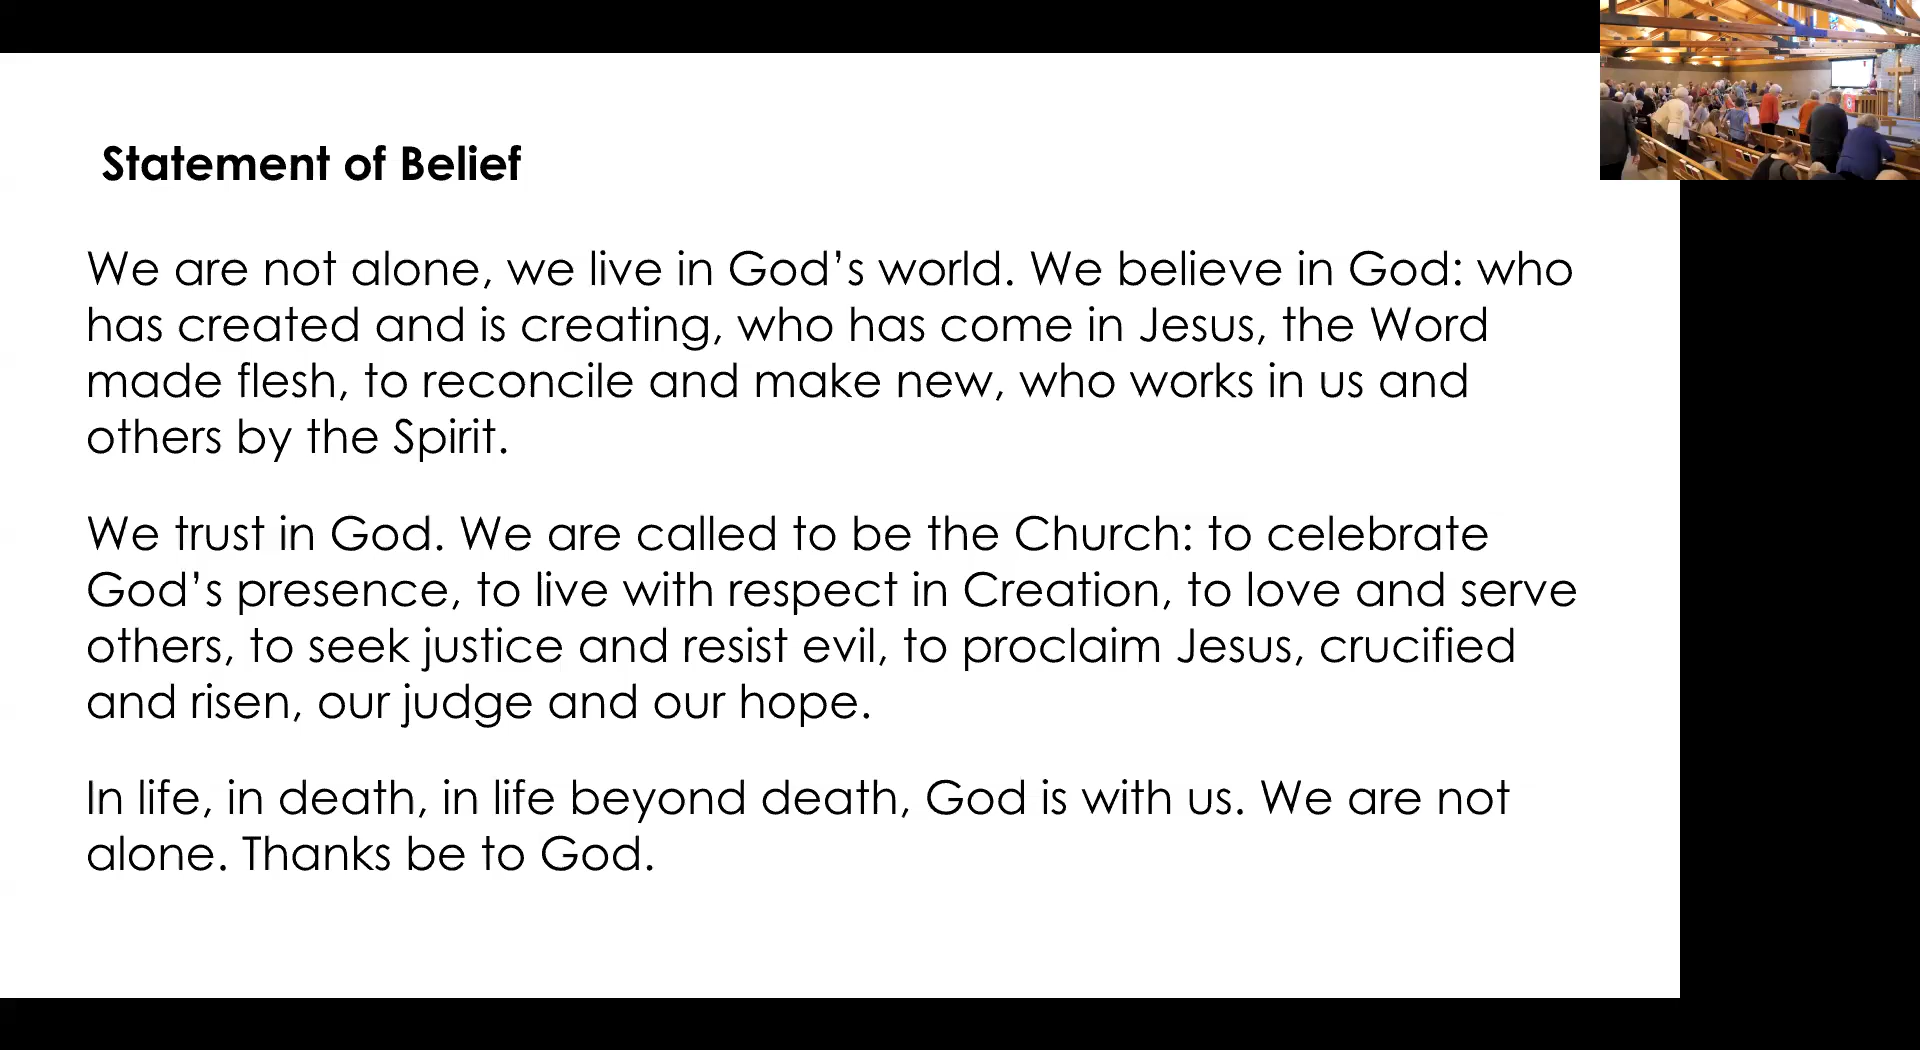 Statement of Belief
We are not alone, we live in God’s world. We believe in God: who
has created and is creating, who has come in Jesus, the Word
made flesh, to reconcile and make new, who works in us and
others by the Spirit.
We trust in God. We are called to be the Church: to celebrate
God’s presence, to live with respect in Creation, to love and serve
others, to seek justice and resist evil, to proclaim Jesus, crucified
and risen, our judge and our hope.
In life, in death, in life beyond death, God is with us. We are not
alone. Thanks be to God.